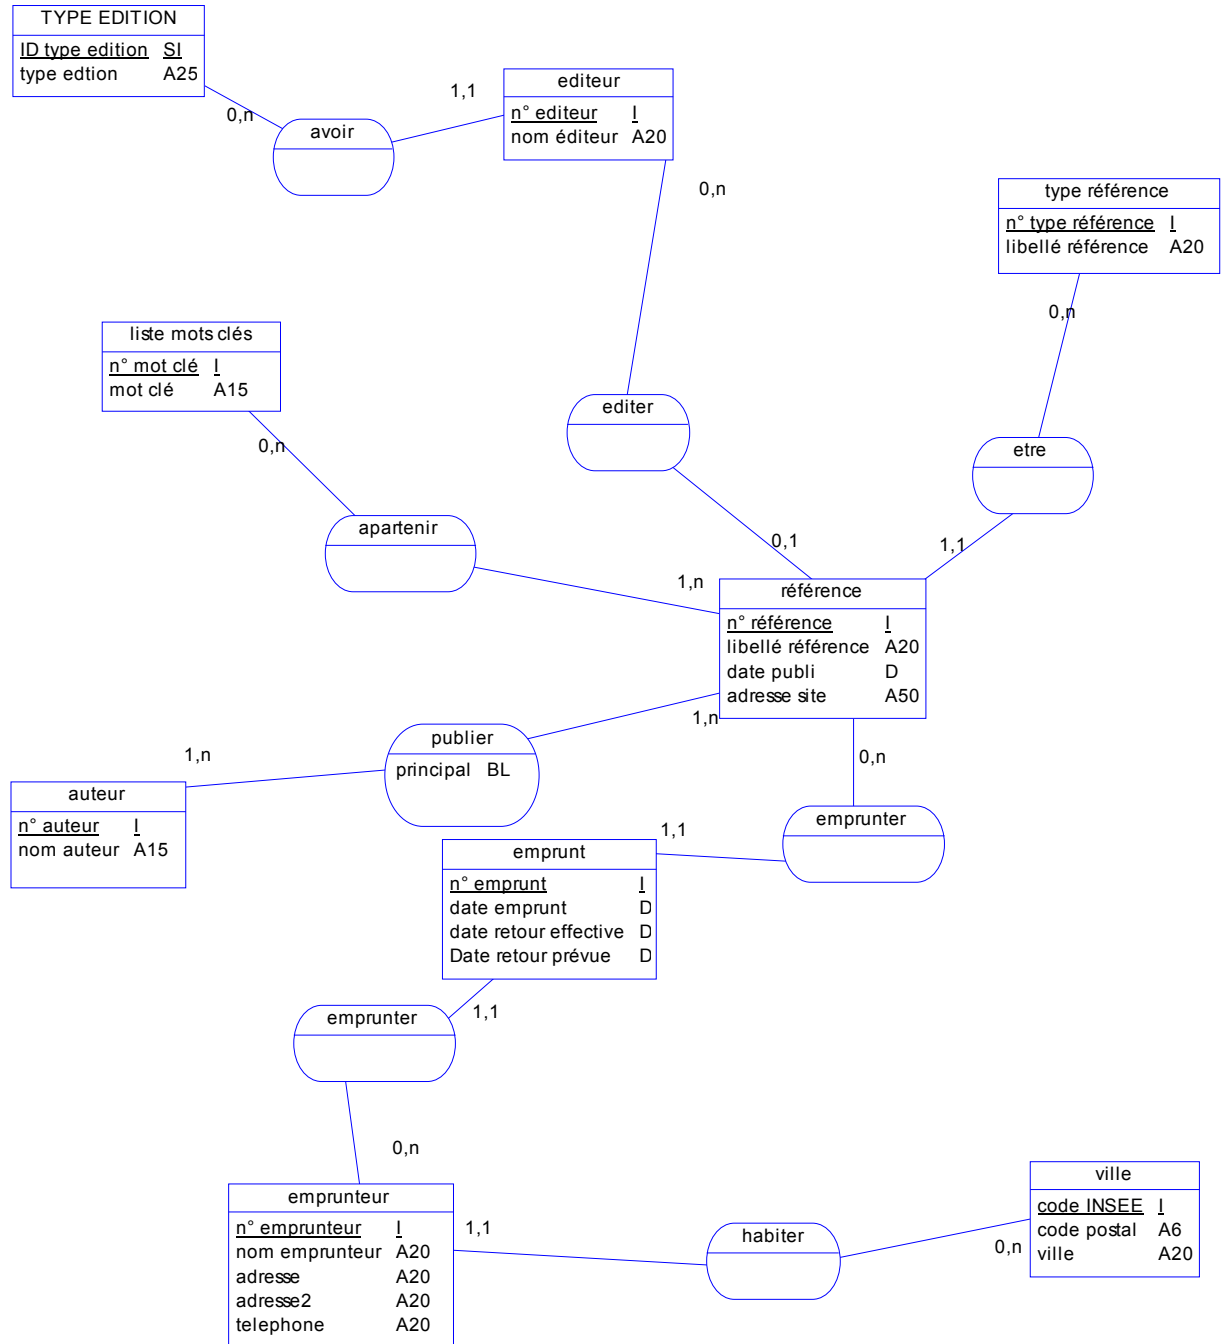 TYPE EDITION
ID type edition SI
type edtion A25
0,n
avoir
1,1
editeur
n° editeur I
nom éditeur A20
0,n
type référence
n° type référence I
libellé référence A20
0,n
liste mots clés
n° mot clé I
mot clé A15
0,n
editer
etre
apartenir
0,1
1,1
1,n
référence
n° référence I
libellé référence A20
date publi D
adresse site A50
1,n
publier
principal BL
1,n
auteur
n° auteur I
nom auteur A15
0,n
emprunter
1,1
emprunt
n° emprunt I
date emprunt D
date retour effective D
Date retour prévue D
1,1
emprunter
0,n
emprunteur
n° emprunteur I
nom emprunteur A20
adresse A20
adresse2 A20
telephone A20
1,1
habiter
0,n
ville
code INSEE I
code postal A6
ville A20